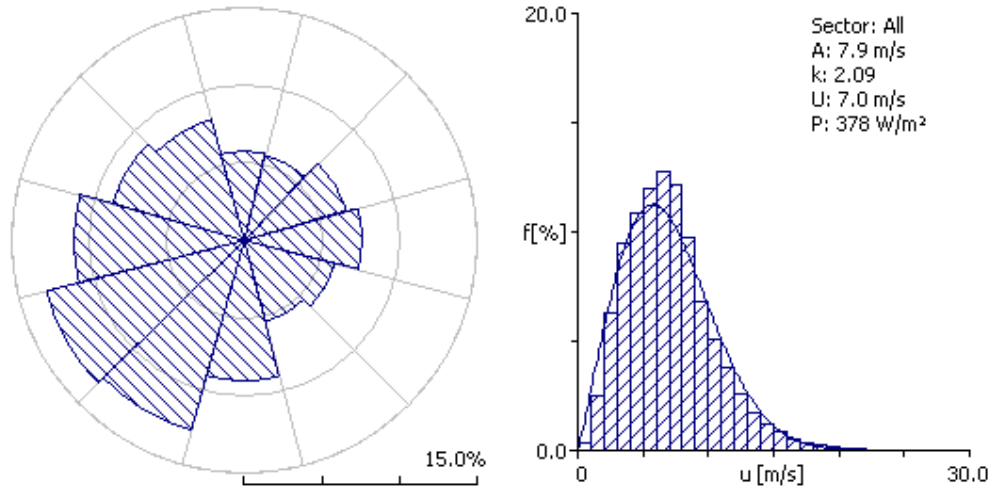 15.0%
20.0
f[%]
0.0
0
u [m/s]
30.0
Sector: All
A: 7.9 m/s
k: 2.09
U: 7.0 m/s
P: 378 W/m²